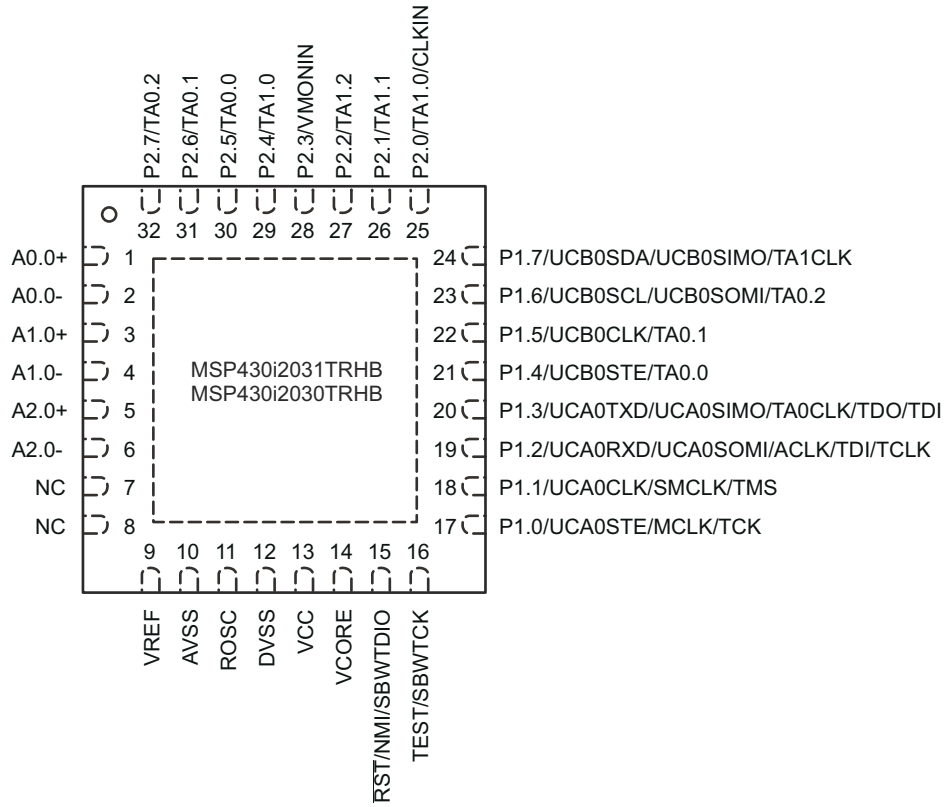 P2.7/TA0.2
P2.6/TA0.1
P2.5/TA0.0
P2.4/TA1.0
P2.3/VMONIN
P2.2/TA1.2
P2.1/TA1.1
P2.0/TA1.0/CLKIN
32 31 30 29 28 27 26 25
A0.0+ 1
A0.0- 2
A1.0+ 3
A1.0- 4
A2.0+ 5
A2.0- 6
NC 7
NC 8
MSP430i2031TRHB
MSP430i2030TRHB
24 P1.7/UCB0SDA/UCB0SIMO/TA1CLK
23 P1.6/UCB0SCL/UCB0SOMI/TA0.2
22 P1.5/UCB0CLK/TA0.1
21 P1.4/UCB0STE/TA0.0
20 P1.3/UCA0TXD/UCA0SIMO/TA0CLK/TDO/TDI
19 P1.2/UCA0RXD/UCA0SOMI/ACLK/TDI/TCLK
18 P1.1/UCA0CLK/SMCLK/TMS
17 P1.0/UCA0STE/MCLK/TCK
9 10 11 12 13 14 15 16
VREF
AVSS
ROSC
DVSS
VCC
VCORE
RST/NMI/SBWTDIO
TEST/SBWTCK